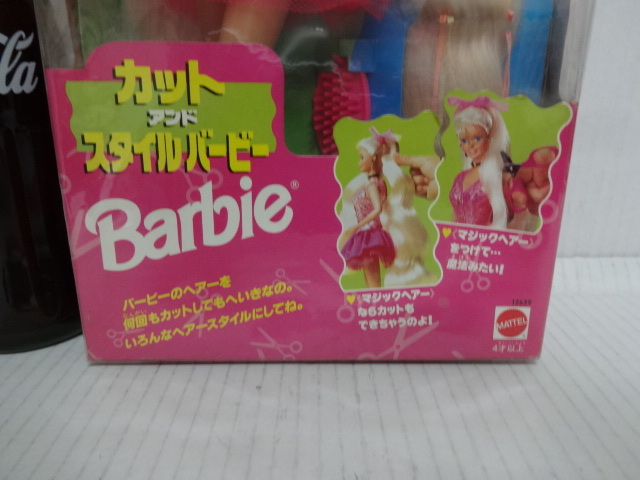 la
カット
アンド
スタイルバービー
Barbie®
バービーのヘアーを
何回もカットしてもへいきなの。
いろんなヘアースタイルにしてね。
〈マジックヘアー〉
をつけて…
魔法みたい!
〈マジックヘアー〉
ならカットも
できちゃうのよ!
MATTEL
4才以上